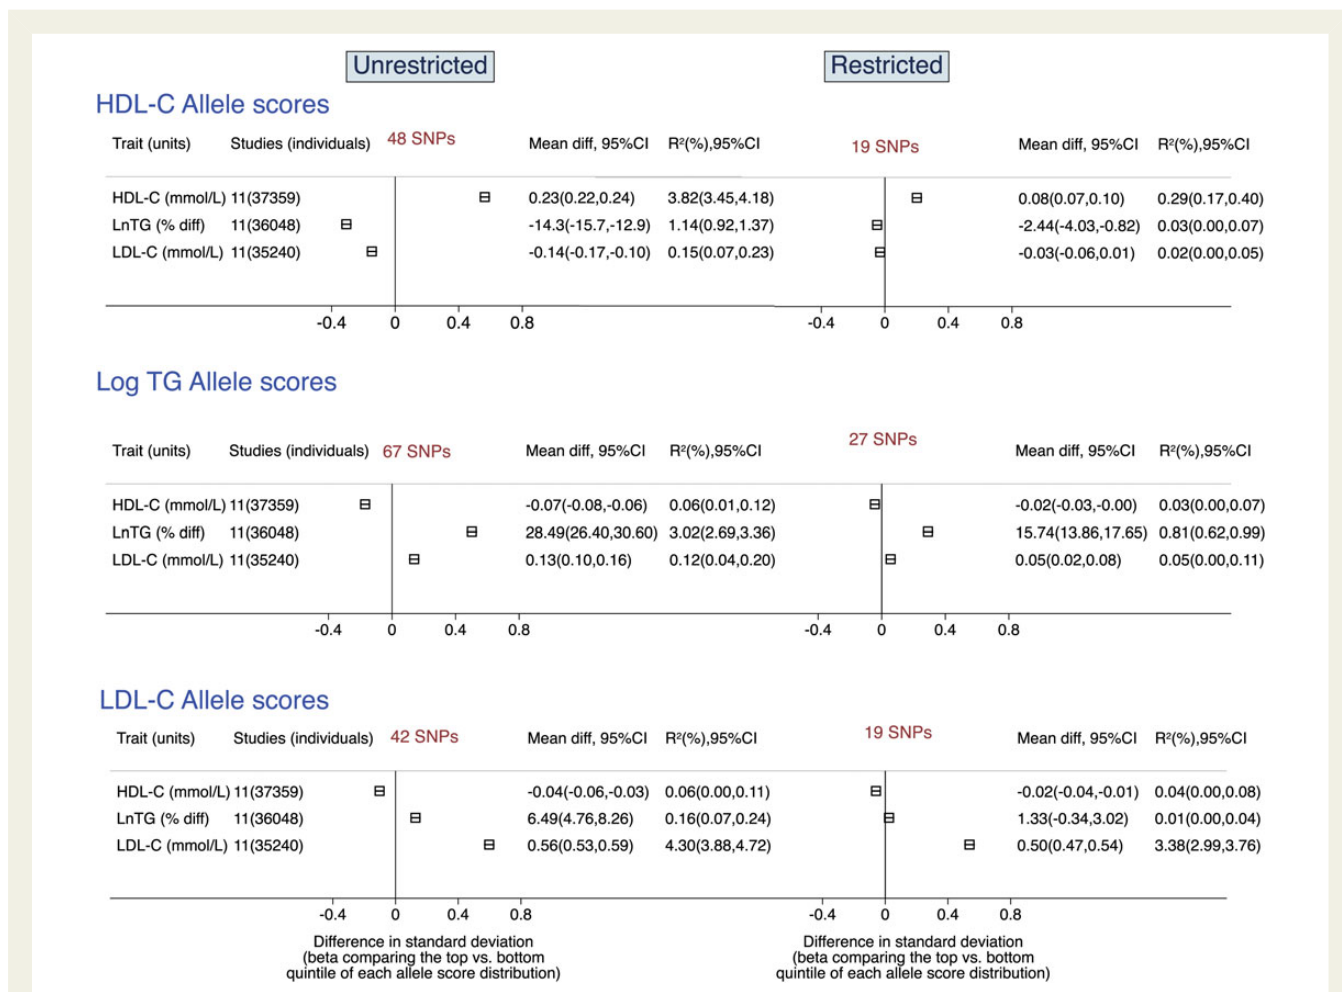 Unrestricted Restricted
HDL-C Allele scores
Trait (units) Studies (individuals) 48 SNPs Mean diff, 95%CI R²(%),95%CI 19 SNPs Mean diff, 95%CI R²(%),95%CI
HDL-C (mmol/L) 11(37359) 0.23(0.22,0.24) 3.82(3.45,4.18) 0.08(0.07,0.10) 0.29(0.17,0.40)
LnTG (% diff) 11(36048) -14.3(-15.7,-12.9) 1.14(0.92,1.37) -2.44(-4.03,-0.82) 0.03(0.00,0.07)
LDL-C (mmol/L) 11(35240) -0.14(-0.17,-0.10) 0.15(0.07,0.23) -0.03(-0.06,0.01) 0.02(0.00,0.05)
-0.4 0 0.4 0.8 -0.4 0 0.4 0.8
Log TG Allele scores
Trait (units) Studies (individuals) 67 SNPs Mean diff, 95%CI R²(%),95%CI 27 SNPs Mean diff, 95%CI R²(%),95%CI
HDL-C (mmol/L) 11(37359) -0.07(-0.08,-0.06) 0.06(0.01,0.12) -0.02(-0.03,-0.00) 0.03(0.00,0.07)
LnTG (% diff) 11(36048) 28.49(26.40,30.60) 3.02(2.69,3.36) 15.74(13.86,17.65) 0.81(0.62,0.99)
LDL-C (mmol/L) 11(35240) 0.13(0.10,0.16) 0.12(0.04,0.20) 0.05(0.02,0.08) 0.05(0.00,0.11)
-0.4 0 0.4 0.8 -0.4 0 0.4 0.8
LDL-C Allele scores
Trait (units) Studies (individuals) 42 SNPs Mean diff, 95%CI R²(%),95%CI 19 SNPs Mean diff, 95%CI R²(%),95%CI
HDL-C (mmol/L) 11(37359) -0.04(-0.06,-0.03) 0.06(0.00,0.11) -0.02(-0.04,-0.01) 0.04(0.00,0.08)
LnTG (% diff) 11(36048) 6.49(4.76,8.26) 0.16(0.07,0.24) 1.33(-0.34,3.02) 0.01(0.00,0.04)
LDL-C (mmol/L) 11(35240) 0.56(0.53,0.59) 4.30(3.88,4.72) 0.50(0.47,0.54) 3.38(2.99,3.76)
-0.4 0 0.4 0.8 -0.4 0 0.4 0.8
Difference in standard deviation Difference in standard deviation
(beta comparing the top vs. bottom (beta comparing the top vs. bottom
quintile of each allele score distribution) quintile of each allele score distribution)